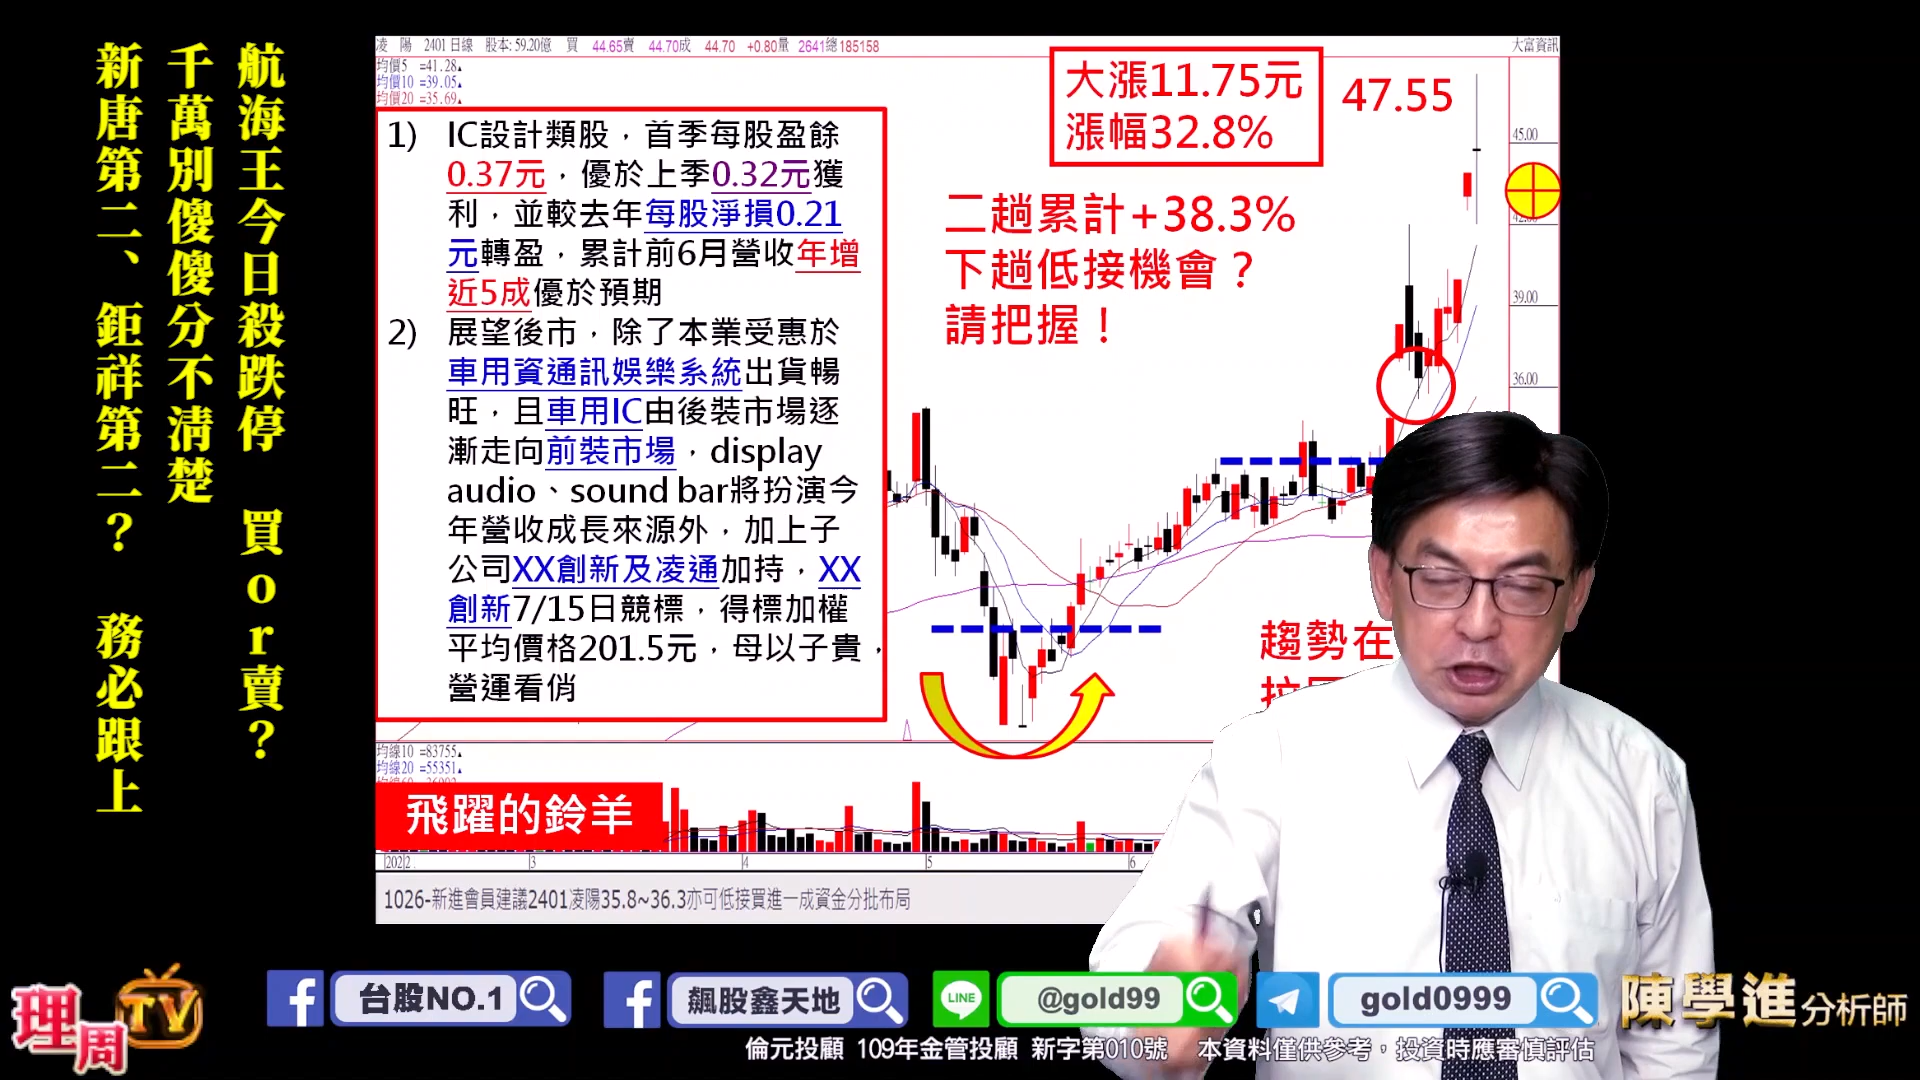 航海王今日殺跌停 買or賣？
千萬別傻傻分不清楚
新唐第二、鉅祥第二？ 務必跟上
凌 陽 2401 日線 股本: 59.20億 買 44.65賣 44.70成 44.70 +0.80量 2641總 185158
大富資訊
均價5 =41.28▴
均價10 =39.05▴
均價20 =35.69▴
1) IC設計類股，首季每股盈餘
0.37元，優於上季0.32元獲
利，並較去年每股淨損0.21
元轉盈，累計前6月營收年增
近5成優於預期
2) 展望後市，除了本業受惠於
車用資通訊娛樂系統出貨暢
旺，且車用IC由後裝市場逐
漸走向前裝市場，display
audio、sound bar將扮演今
年營收成長來源外，加上子
公司XX創新及凌通加持，XX
創新7/15日競標，得標加權
平均價格201.5元，母以子貴，
營運看俏
大漲11.75元
漲幅32.8%
47.55
二趟累計+38.3%
下趟低接機會？
請把握！
45.00
42.00
39.00
36.00
趨勢在
均線10 =83755▴
均線20 =55351▴
飛躍的鈴羊
2022
3
4
5
6
1026-新進會員建議2401凌陽35.8~36.3亦可低接買進一成資金分批布局
理周TV
台股NO.1
飆股鑫天地
LINE
@gold99
gold0999
陳學進分析師
倫元投顧 109年金管投顧 新字第010號 本資料僅供參考，投資時應審慎評估